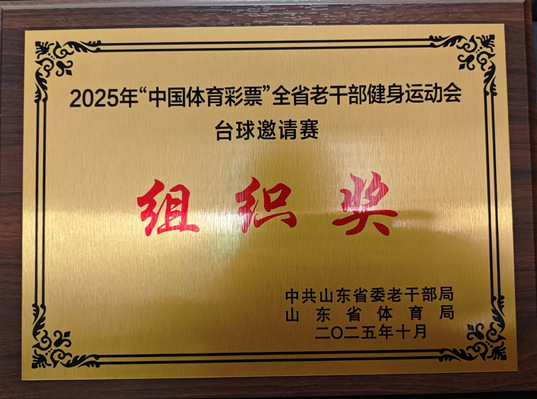 2025年“中国体育彩票”全省老干部健身运动会
台球邀请赛
组织奖
中共山东省委老干部局
山东省体育局
二〇二五年十月